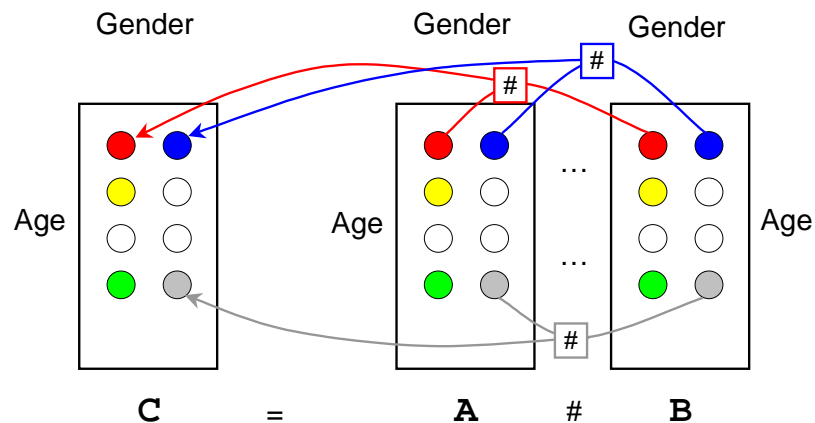 Gender Gender Gender
#
#
…
Age Age Age
…
#
C = A # B